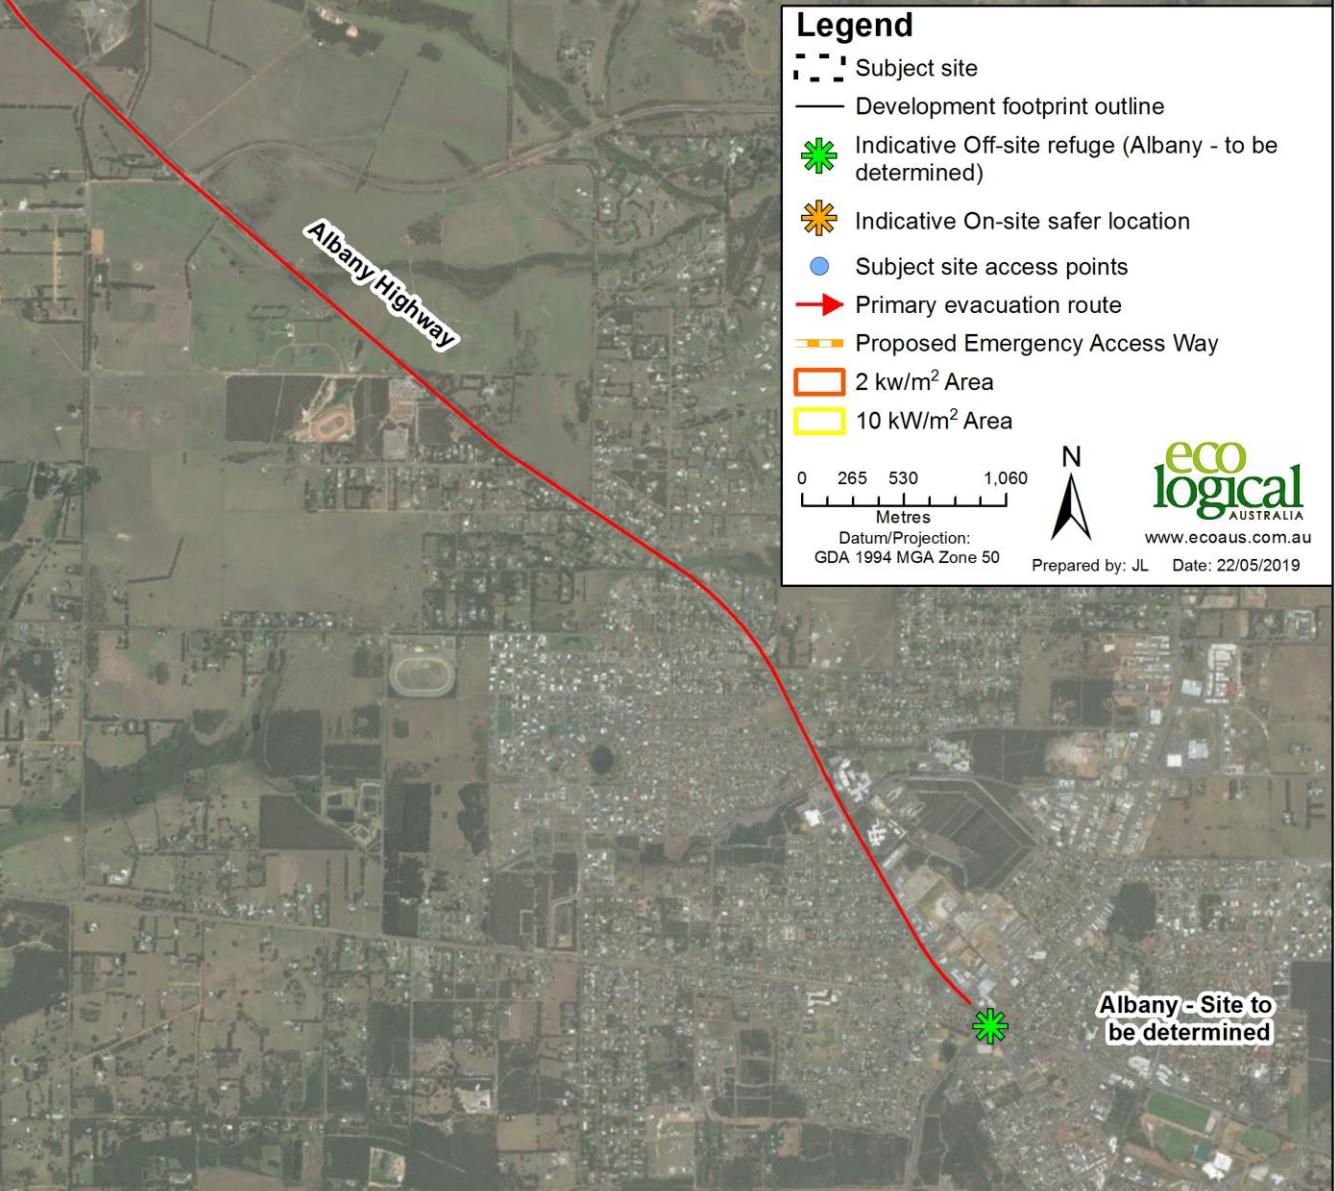 Legend
Subject site
Development footprint outline
Indicative Off-site refuge (Albany - to be
determined)
Indicative On-site safer location
Subject site access points
Primary evacuation route
Proposed Emergency Access Way
2 kw/m² Area
10 kW/m² Area
0 265 530 1,060
Metres
Datum/Projection:
GDA 1994 MGA Zone 50
N
eco
logical
AUSTRALIA
www.ecoaus.com.au
Prepared by: JL Date: 22/05/2019
Albany Highway
Albany - Site to
be determined